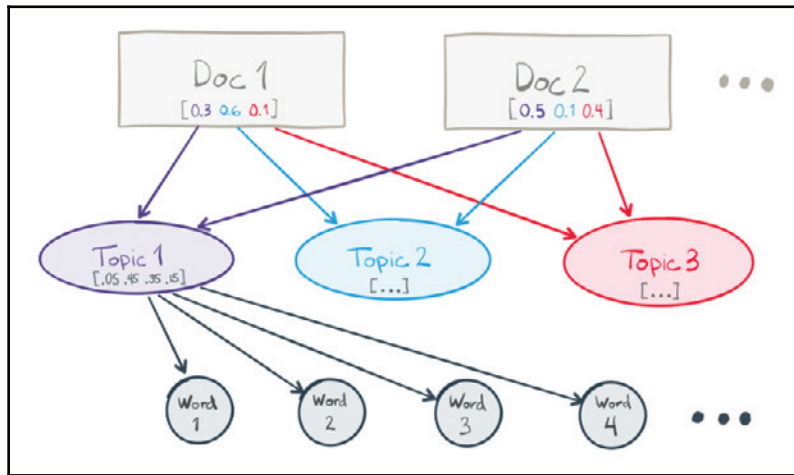 Doc 1
[0.3 0.6 0.1]
Doc 2
[0.5 0.1 0.4]
...
Topic 1
[.05 .45 .35 .15]
Topic 2
[...]
Topic 3
[...]
Word
1
Word
2
Word
3
Word
4
...